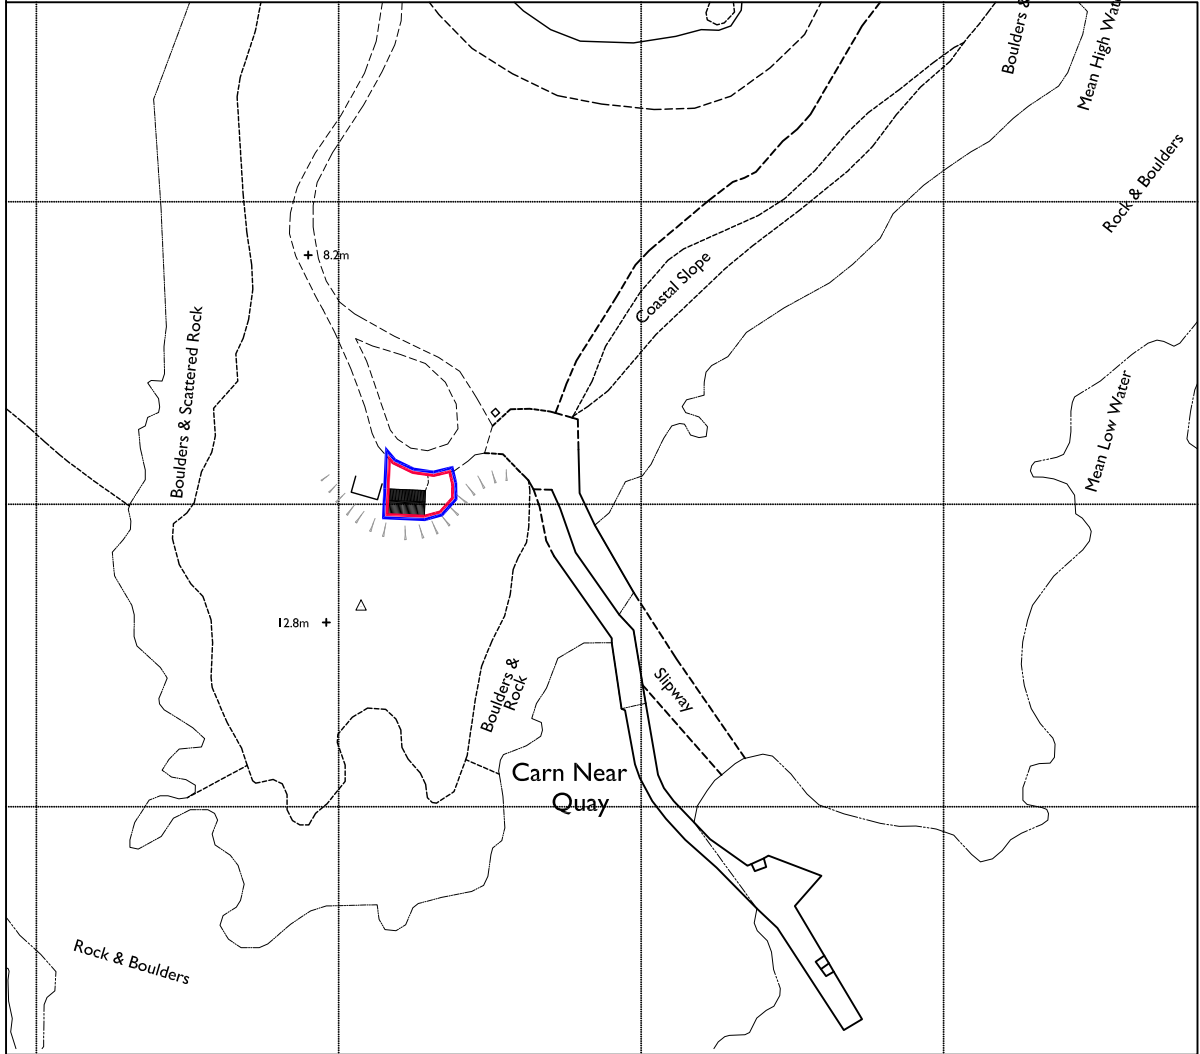 Boulders &
Mean High Wat
Rock & Boulders
8.2m
Coastal Slope
Boulders & Scattered Rock
Mean Low Water
12.8m
Boulders &
Rock
Slipway
Carn Near
Quay
Rock & Boulders